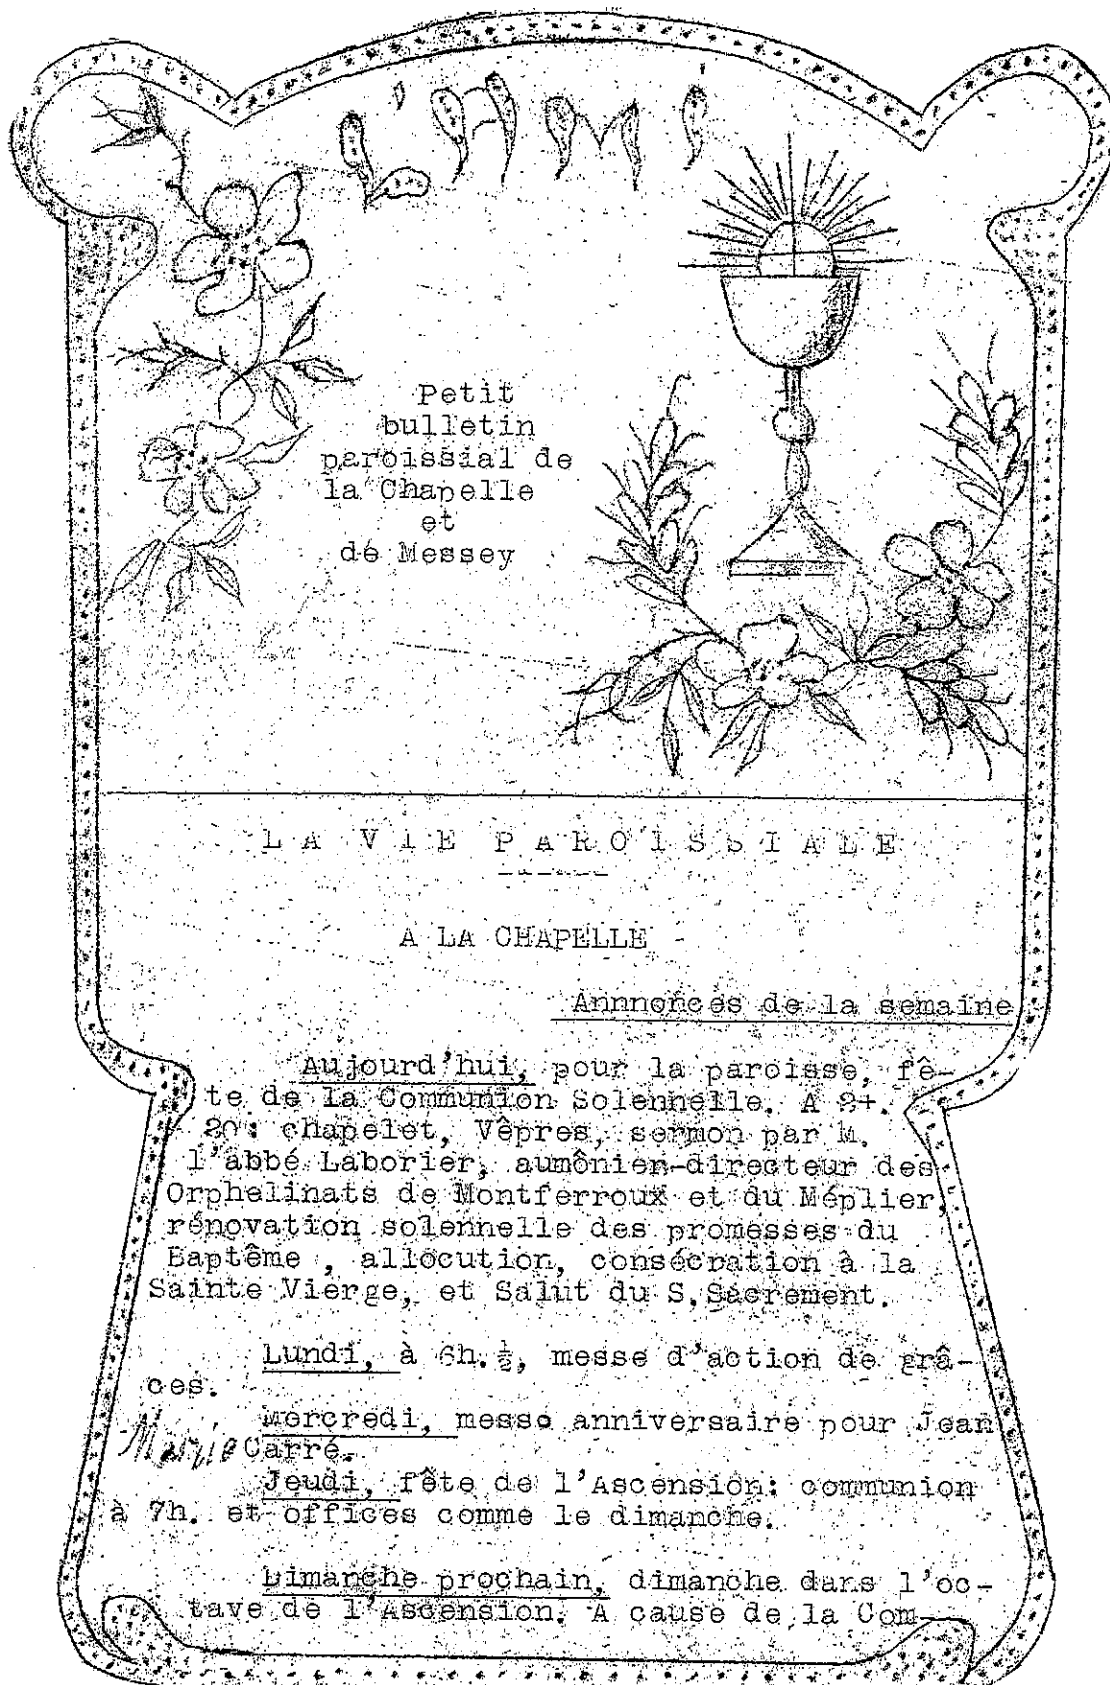 L'AMI
Petit
bulletin
paroissial de
la Chapelle
et
de Messey
LA VIE PAROISSIALE
A LA CHAPELLE
Annnonces de la semaine
Aujourd'hui, pour la paroisse, fê-
te de la Communion Solennelle. A 2+.
20: chapelet, Vêpres, sermon par M.
l'abbé Laborier, aumônier-directeur des
Orphelinats de Montferroux et du Méplier,
rénovation solennelle des promesses du
Baptême , allocution, consécration à la
Sainte Vierge, et Salut du S.Sacrement.
Lundi, à 6h.½, messe d'action de grâ-
ces.
Mercredi, messe anniversaire pour Jean
Marie Carré.
Jeudi, fête de l'Ascension: communion
à 7h. et offices comme le dimanche.
Dimanche prochain, dimanche dans l'oc-
tave de l'Ascension. A cause de la Com-